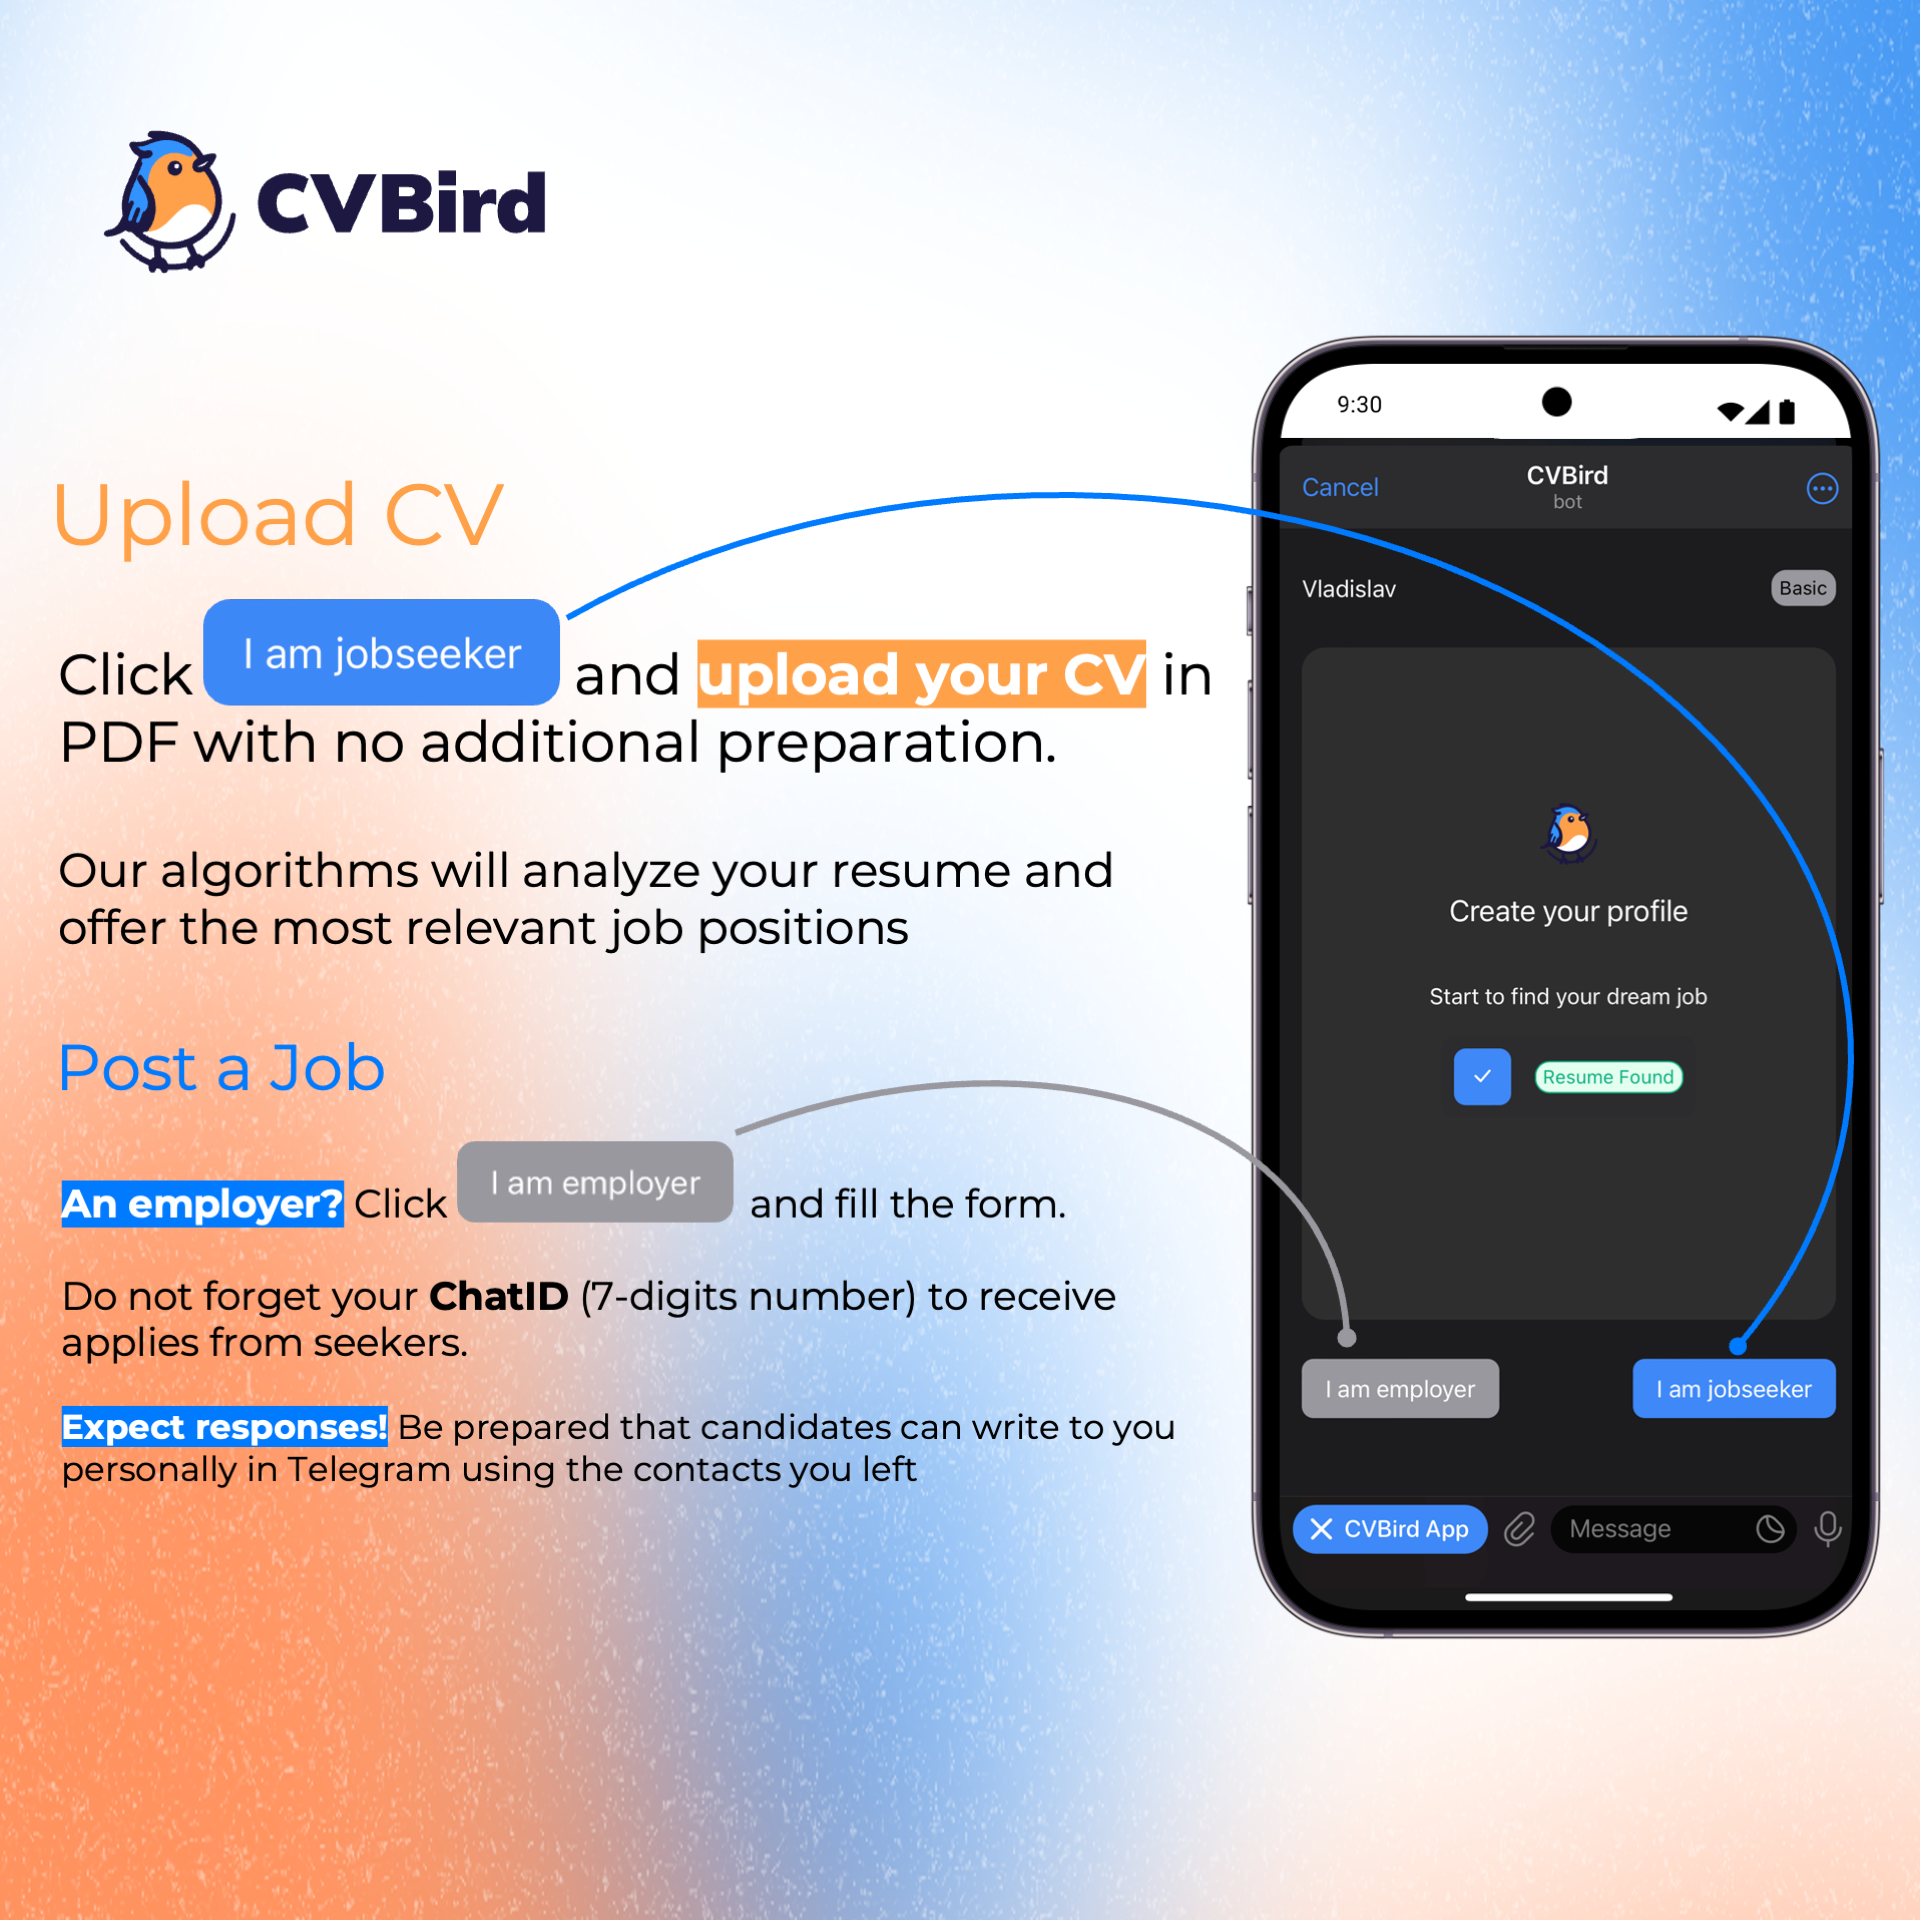 CVBird
Upload CV
Click I am jobseeker and upload your CV in
PDF with no additional preparation.
Our algorithms will analyze your resume and
offer the most relevant job positions
Post a Job
An employer? Click I am employer and fill the form.
Do not forget your ChatID (7-digits number) to receive
applies from seekers.
Expect responses! Be prepared that candidates can write to you
personally in Telegram using the contacts you left
9:30
Cancel
CVBird
bot
Vladislav
Basic
Create your profile
Start to find your dream job
Resume Found
I am employer
I am jobseeker
CVBird App
Message